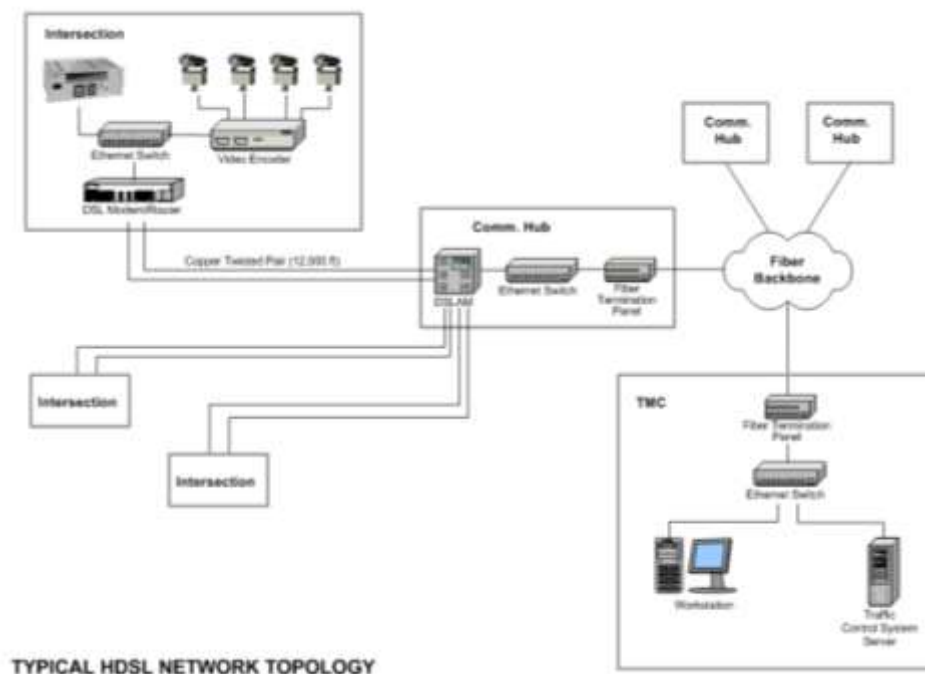 Intersection
Ethernet Switch
Video Encoder
DSL Modem/Router
Copper Twisted Pair (12,000 ft)
Comm. Hub
DSLAM
Ethernet Switch
Fiber
Termination
Panel
Comm.
Hub
Comm.
Hub
Fiber
Backbone
Intersection
Intersection
TMC
Fiber Termination
Panel
Ethernet Switch
Workstation
Traffic
Control System
Server
TYPICAL HDSL NETWORK TOPOLOGY